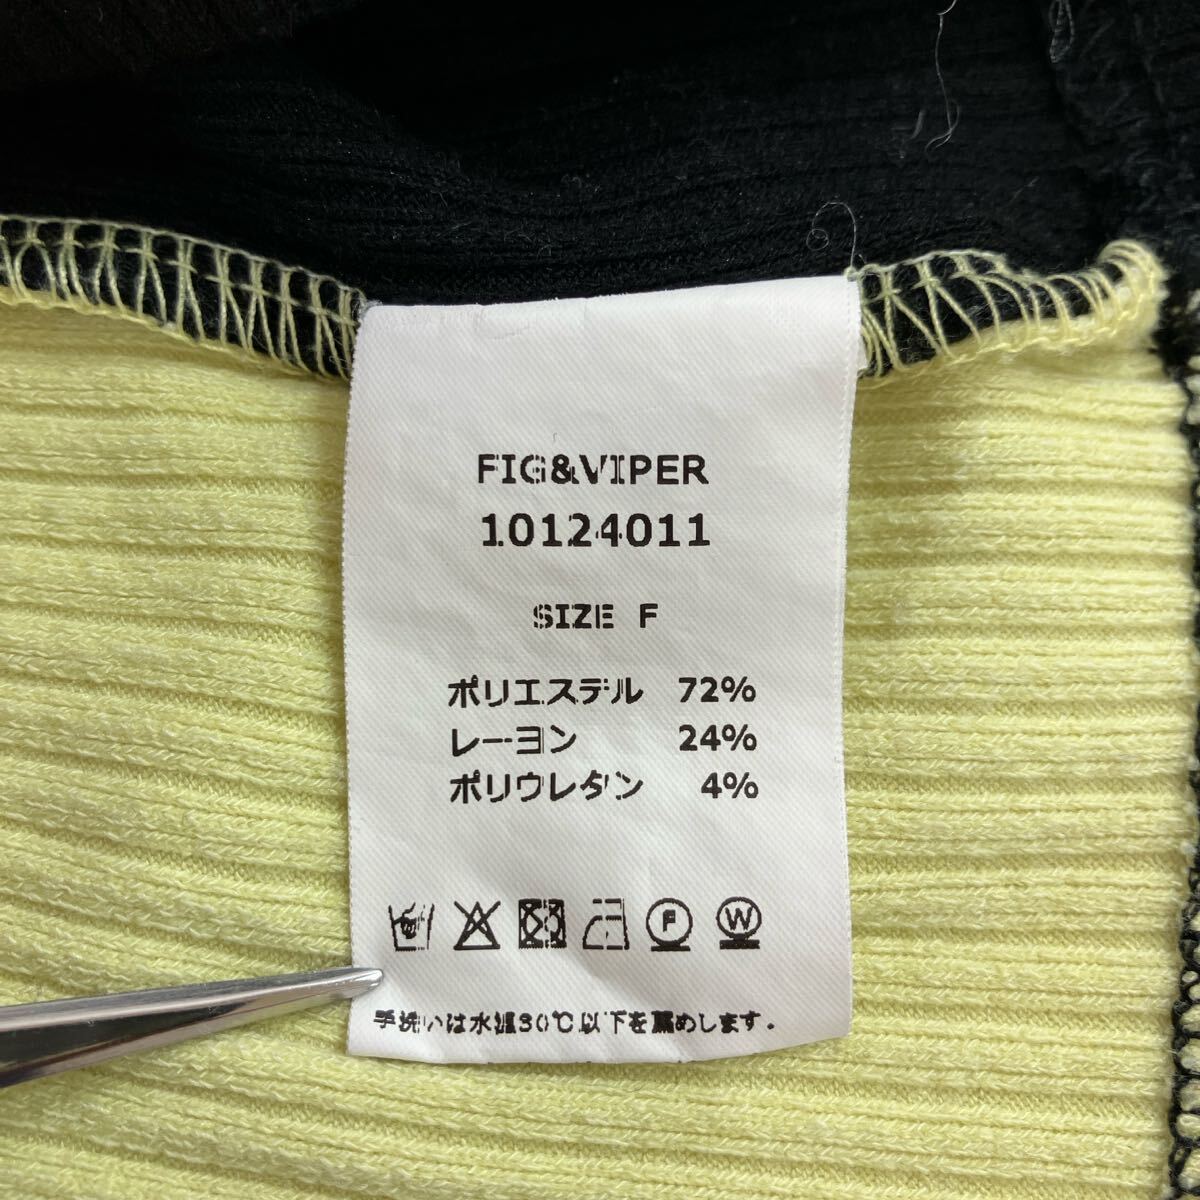 FIG&VIPER
10124011
SIZE F
ポリエステル 72%
レーヨン 24%
ポリウレタン 4%
F W
手洗いは水温30℃以下を薦めします.